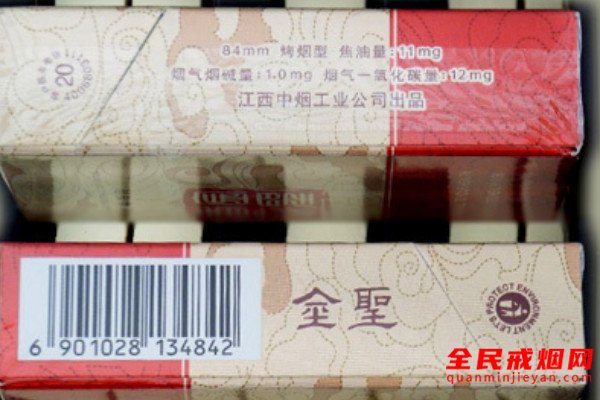 84mm 烤烟型 焦油量:11mg
烟气烟碱量:1.0mg 烟气一氧化碳量:12mg
江西中烟工业公司出品
20
金聖
6 901028 134842
LET'S PROTECT ENVIRONMENT
全民戒烟网
quanminjieyan.com